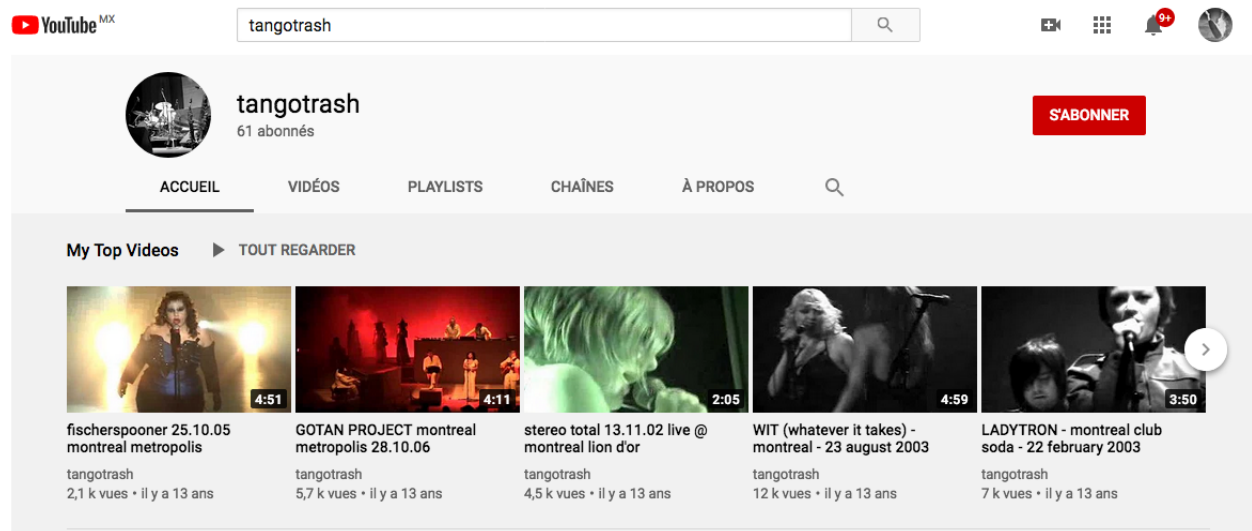 YouTube MX
tangotrash
9+
tangotrash
61 abonnés
S'ABONNER
ACCUEIL
VIDÉOS
PLAYLISTS
CHAÎNES
À PROPOS
My Top Videos
TOUT REGARDER
4:51
4:11
2:05
4:59
3:50
fischerspooner 25.10.05
montreal metropolis
tangotrash
2,1 k vues • il y a 13 ans
GOTAN PROJECT montreal
metropolis 28.10.06
tangotrash
5,7 k vues • il y a 13 ans
stereo total 13.11.02 live @
montreal lion d'or
tangotrash
4,5 k vues • il y a 13 ans
WIT (whatever it takes) -
montreal - 23 august 2003
tangotrash
12 k vues • il y a 13 ans
LADYTRON - montreal club
soda - 22 february 2003
tangotrash
7 k vues • il y a 13 ans